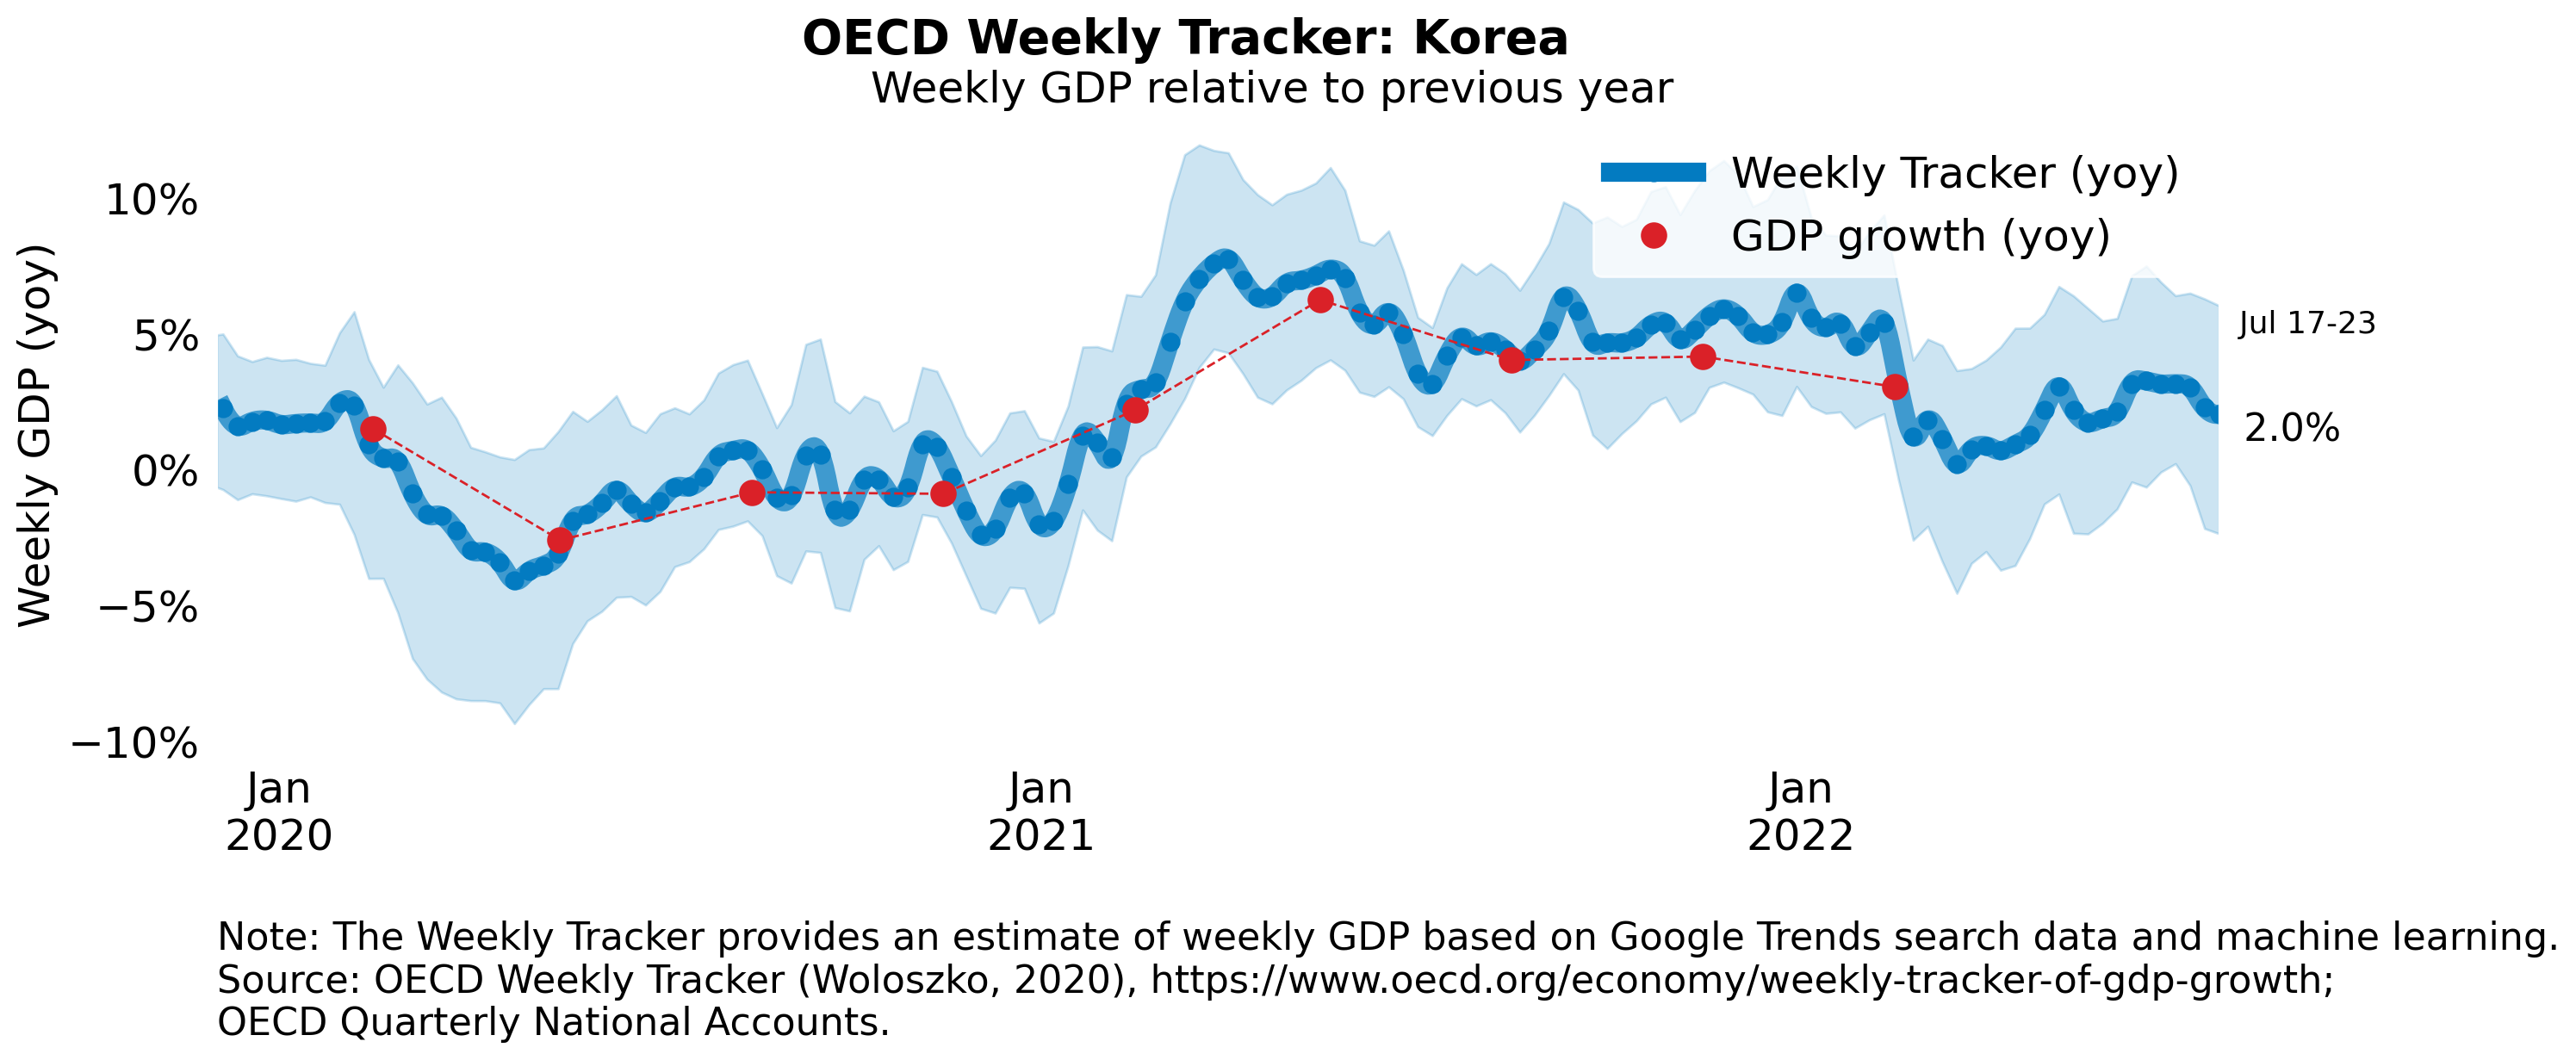 OECD Weekly Tracker: Korea
Weekly GDP relative to previous year
Weekly Tracker (yoy)
GDP growth (yoy)
Weekly GDP (yoy)
10%
5%
0%
−5%
−10%
Jul 17-23
2.0%
Jan
2020
Jan
2021
Jan
2022
Note: The Weekly Tracker provides an estimate of weekly GDP based on Google Trends search data and machine learning.
Source: OECD Weekly Tracker (Woloszko, 2020), https://www.oecd.org/economy/weekly-tracker-of-gdp-growth;
OECD Quarterly National Accounts.